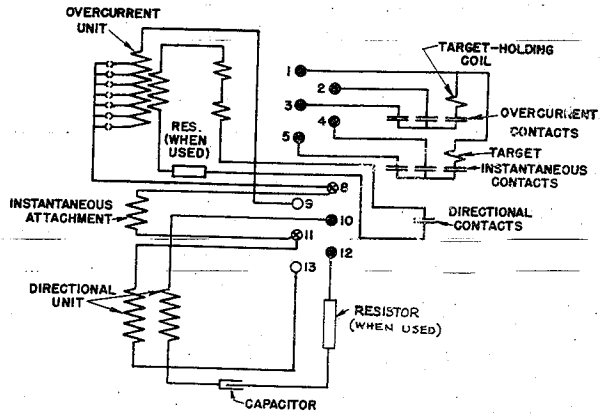 OVERCURRENT
UNIT
TARGET-HOLDING
COIL
1
2
3
4
5
OVERCURRENT
CONTACTS
RES.
(WHEN
USED)
TARGET
INSTANTANEOUS
CONTACTS
8
9
INSTANTANEOUS
ATTACHMENT
10
DIRECTIONAL
CONTACTS
11
12
13
DIRECTIONAL
UNIT
RESISTOR
(WHEN USED)
CAPACITOR